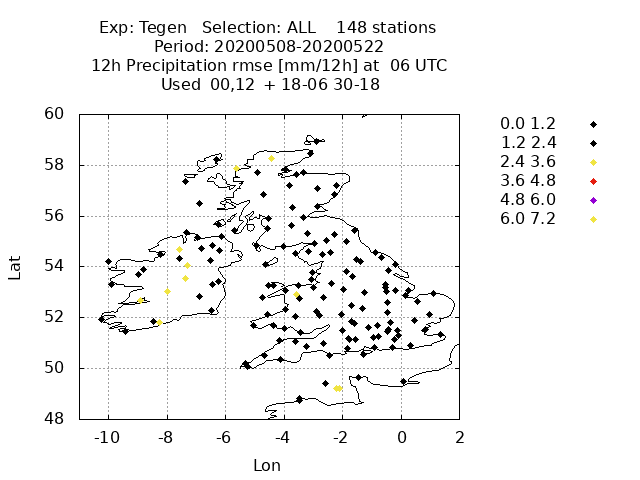 Exp: Tegen   Selection: ALL    148 stations
Period: 20200508-20200522
12h Precipitation rmse [mm/12h] at  06 UTC
Used  00,12  + 18-06 30-18
60
58
56
54
52
50
48
Lat
-10 -8 -6 -4 -2 0 2
Lon
0.0 1.2
1.2 2.4
2.4 3.6
3.6 4.8
4.8 6.0
6.0 7.2